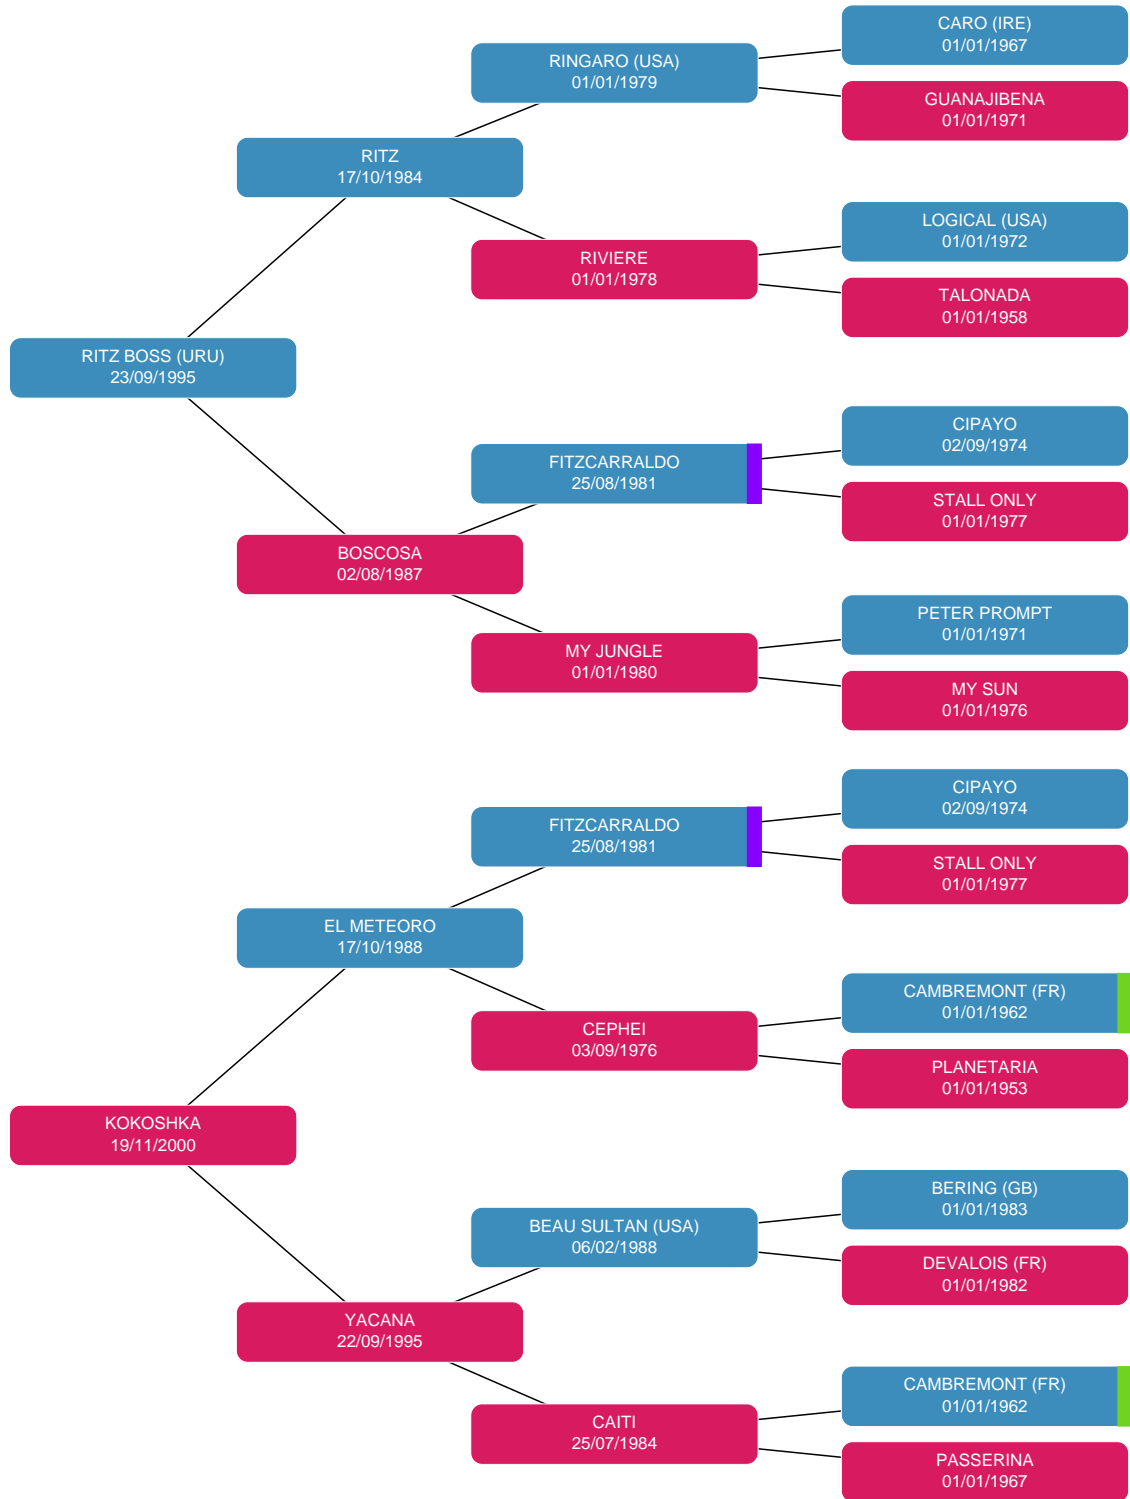 CARO (IRE)
01/01/1967
RINGARO (USA)
01/01/1979
GUANAJIBENA
01/01/1971
RITZ
17/10/1984
LOGICAL (USA)
01/01/1972
RIVIERE
01/01/1978
TALONADA
01/01/1958
RITZ BOSS (URU)
23/09/1995
CIPAYO
02/09/1974
FITZCARRALDO
25/08/1981
STALL ONLY
01/01/1977
BOSCOSA
02/08/1987
PETER PROMPT
01/01/1971
MY JUNGLE
01/01/1980
MY SUN
01/01/1976
CIPAYO
02/09/1974
FITZCARRALDO
25/08/1981
STALL ONLY
01/01/1977
EL METEORO
17/10/1988
CAMBREMONT (FR)
01/01/1962
CEPHEI
03/09/1976
PLANETARIA
01/01/1953
KOKOSHKA
19/11/2000
BERING (GB)
01/01/1983
BEAU SULTAN (USA)
06/02/1988
DEVALOIS (FR)
01/01/1982
YACANA
22/09/1995
CAMBREMONT (FR)
01/01/1962
CAITI
25/07/1984
PASSERINA
01/01/1967